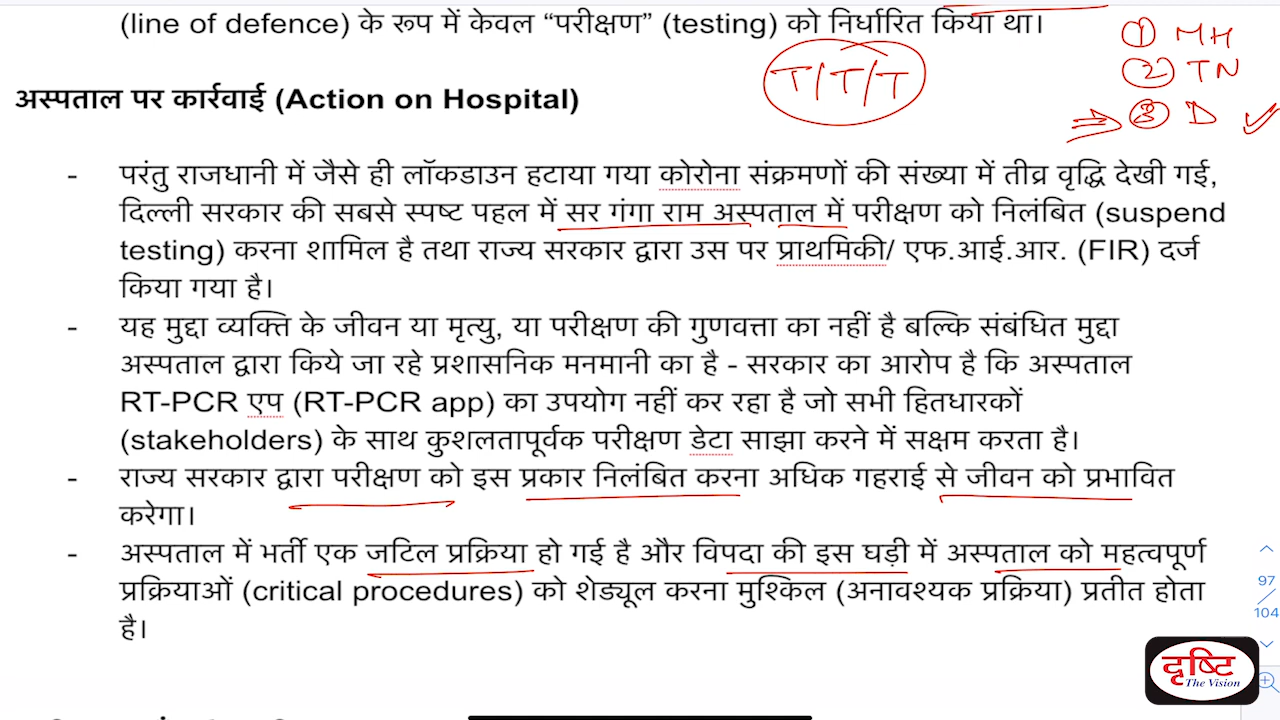 (line of defence) के रूप में केवल “परीक्षण” (testing) को निर्धारित किया था।
① MH
② TN
③ D
T/T/T
अस्पताल पर कार्रवाई (Action on Hospital)
- परंतु राजधानी में जैसे ही लॉकडाउन हटाया गया कोरोना संक्रमणों की संख्या में तीव्र वृद्धि देखी गई,
दिल्ली सरकार की सबसे स्पष्ट पहल में सर गंगा राम अस्पताल में परीक्षण को निलंबित (suspend
testing) करना शामिल है तथा राज्य सरकार द्वारा उस पर प्राथमिकी/ एफ.आई.आर. (FIR) दर्ज
किया गया है।
- यह मुद्दा व्यक्ति के जीवन या मृत्यु, या परीक्षण की गुणवत्ता का नहीं है बल्कि संबंधित मुद्दा
अस्पताल द्वारा किये जा रहे प्रशासनिक मनमानी का है - सरकार का आरोप है कि अस्पताल
RT-PCR एप (RT-PCR app) का उपयोग नहीं कर रहा है जो सभी हितधारकों
(stakeholders) के साथ कुशलतापूर्वक परीक्षण डेटा साझा करने में सक्षम करता है।
- राज्य सरकार द्वारा परीक्षण को इस प्रकार निलंबित करना अधिक गहराई से जीवन को प्रभावित
करेगा।
- अस्पताल में भर्ती एक जटिल प्रक्रिया हो गई है और विपदा की इस घड़ी में अस्पताल को महत्वपूर्ण
प्रक्रियाओं (critical procedures) को शेड्यूल करना मुश्किल (अनावश्यक प्रक्रिया) प्रतीत होता
है।
97
/
104
दृष्टि
The Vision